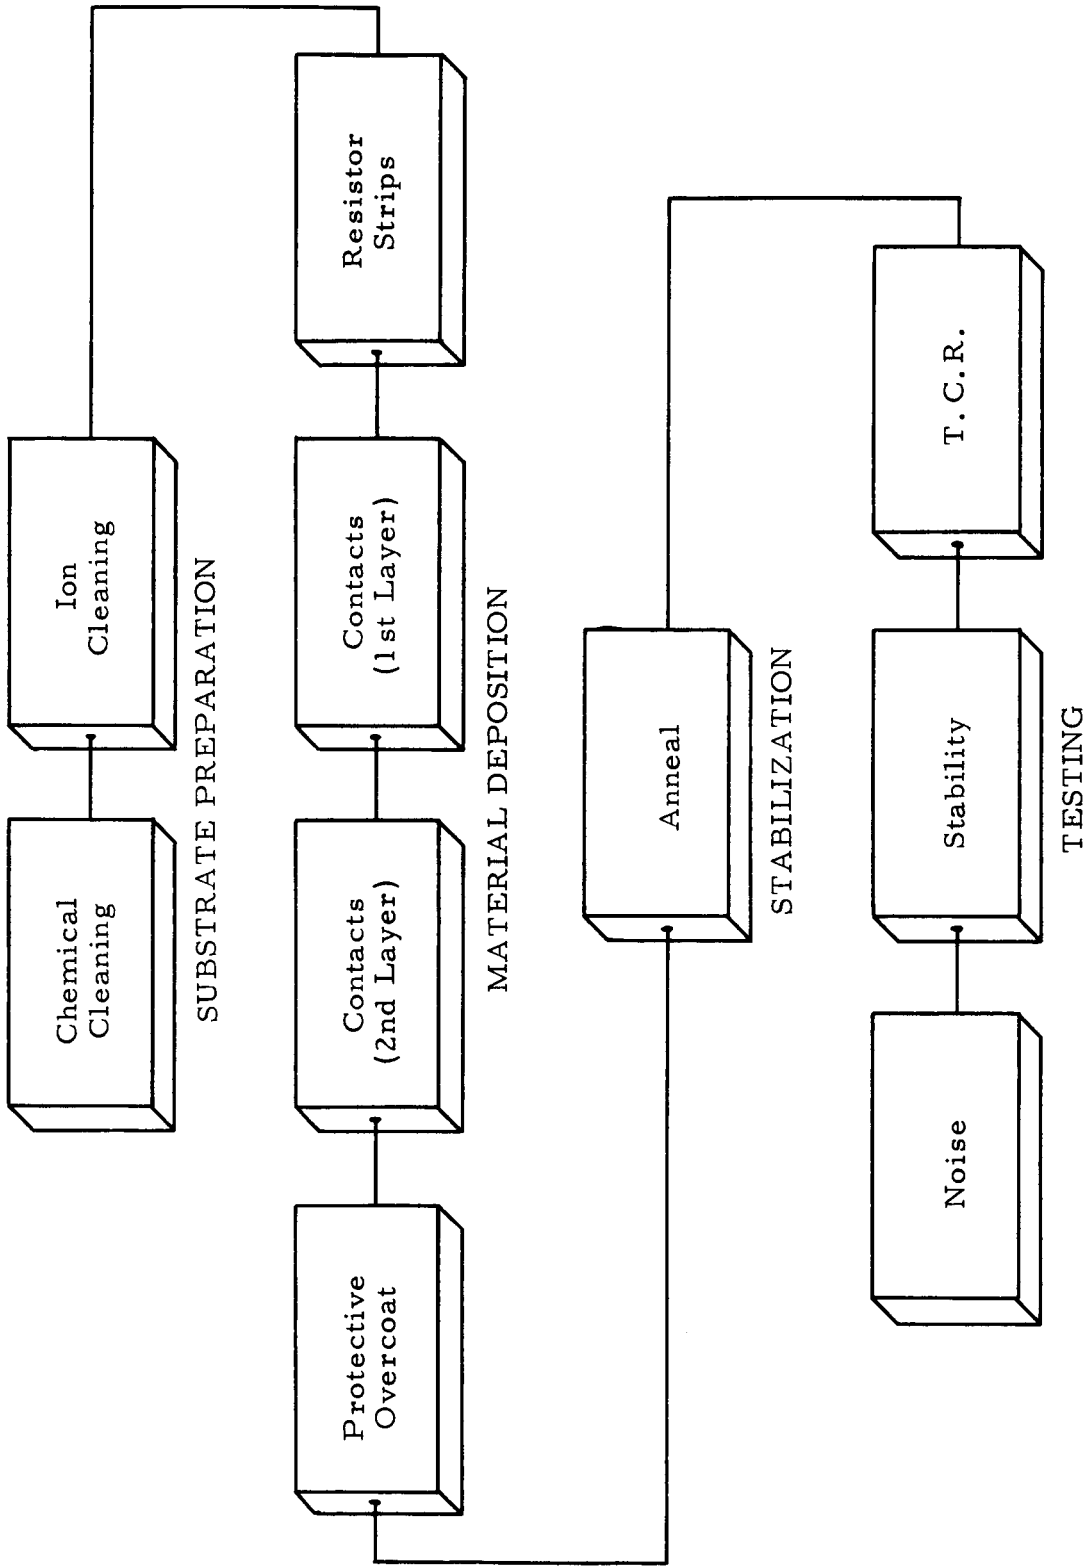 Chemical
Cleaning
Ion
Cleaning
SUBSTRATE PREPARATION
Protective
Overcoat
Contacts
(2nd Layer)
Contacts
(1st Layer)
Resistor
Strips
MATERIAL DEPOSITION
Anneal
STABILIZATION
Noise
Stability
T.C.R.
TESTING